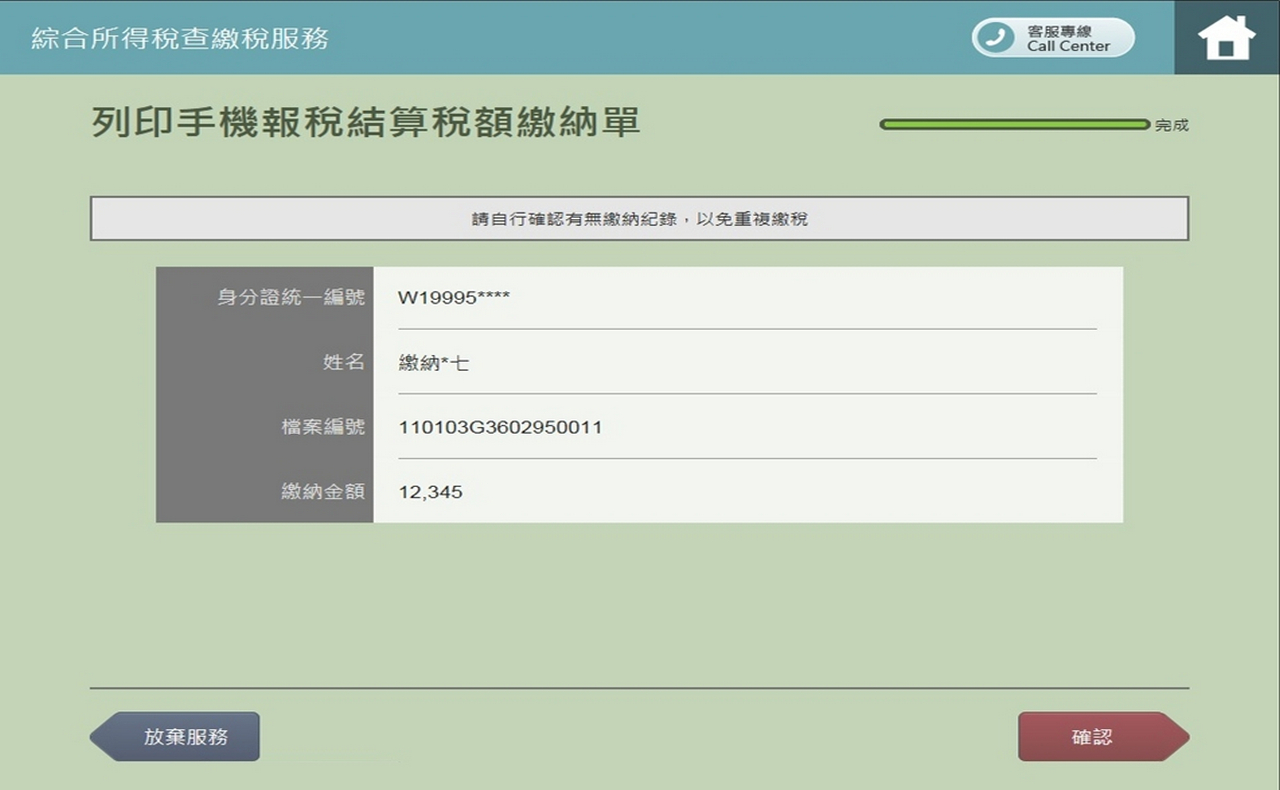 綜合所得稅查繳稅服務
客服專線
Call Center
列印手機報稅結算稅額繳納單
完成
請自行確認有無繳納紀錄，以免重複繳稅
身分證統一編號 W19995****
姓名 繳納*七
檔案編號 110103G3602950011
繳納金額 12,345
放棄服務
確認